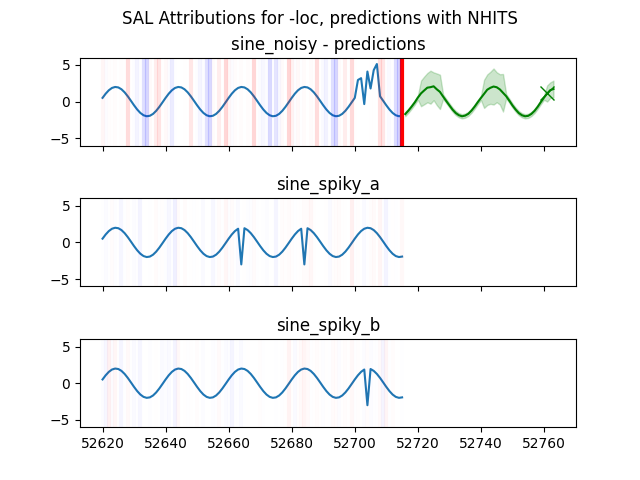 SAL Attributions for -loc, predictions with NHITS
sine_noisy - predictions
5
0
−5
sine_spiky_a
5
0
−5
sine_spiky_b
5
0
−5
52620 52640 52660 52680 52700 52720 52740 52760